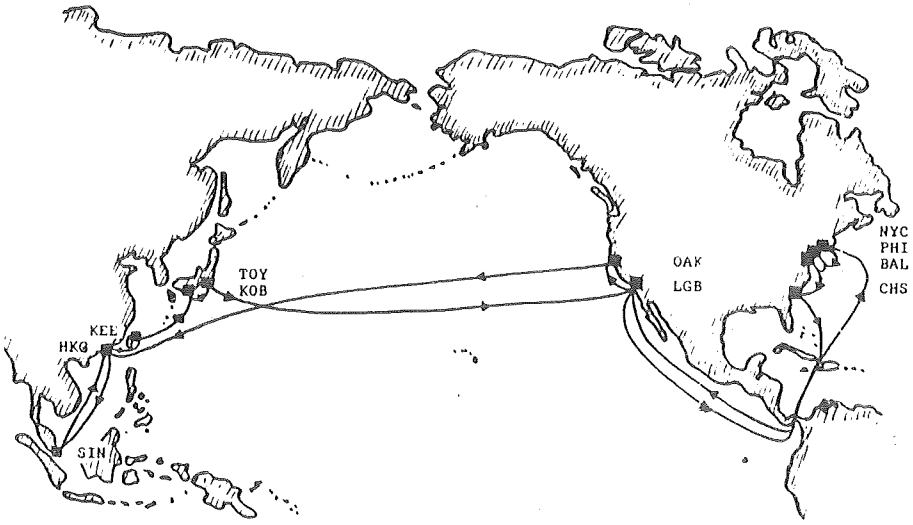 NYC
PHI
BAL
CHS
OAK
LGB
TOY
KOB
KEE
HKG
SIN